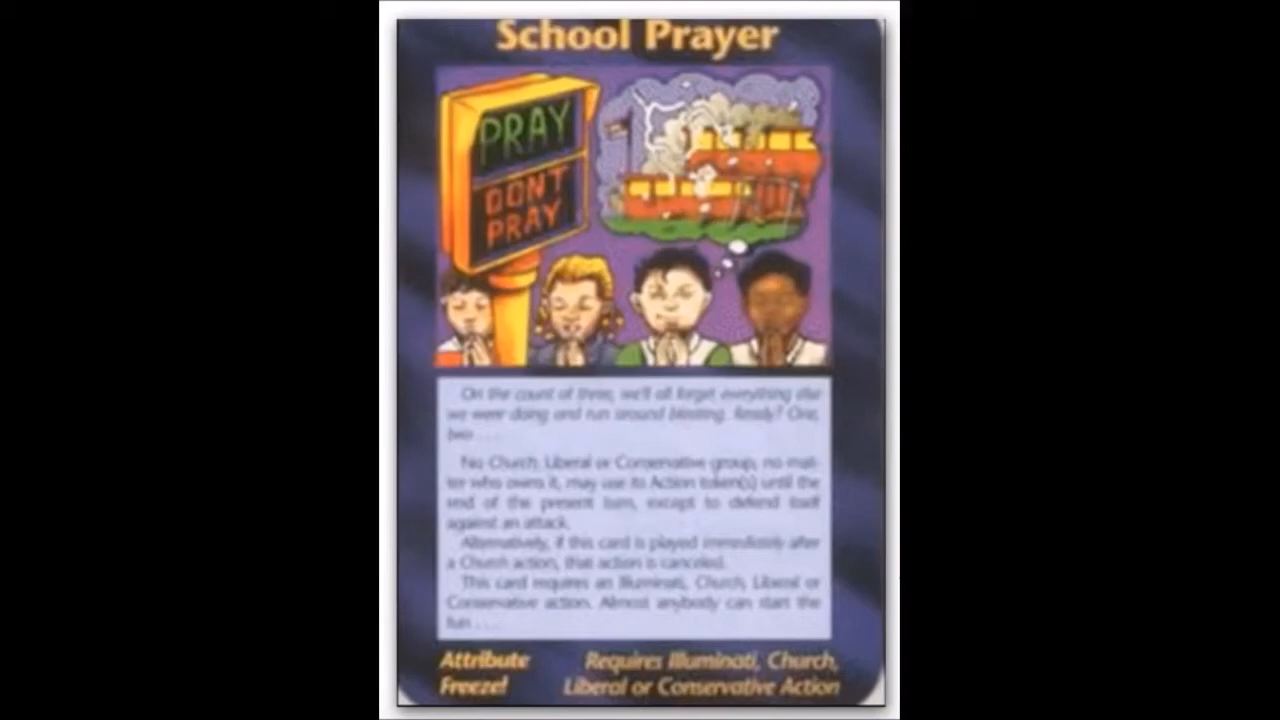 School Prayer
PRAY
DON'T
PRAY
On the count of three, we'll all forget everything else
we were doing and run around bleating. Ready? One,
two . . .
No Church, Liberal or Conservative group, no mat-
ter who owns it, may use its Action token(s) until the
end of the present turn, except to defend itself
against an attack.
Alternatively, if this card is played immediately after
a Church action, that action is canceled.
This card requires an Illuminati, Church, Liberal or
Conservative action. Almost anybody can start the
fun . . .
Attribute
Freeze!
Requires Illuminati, Church,
Liberal or Conservative Action